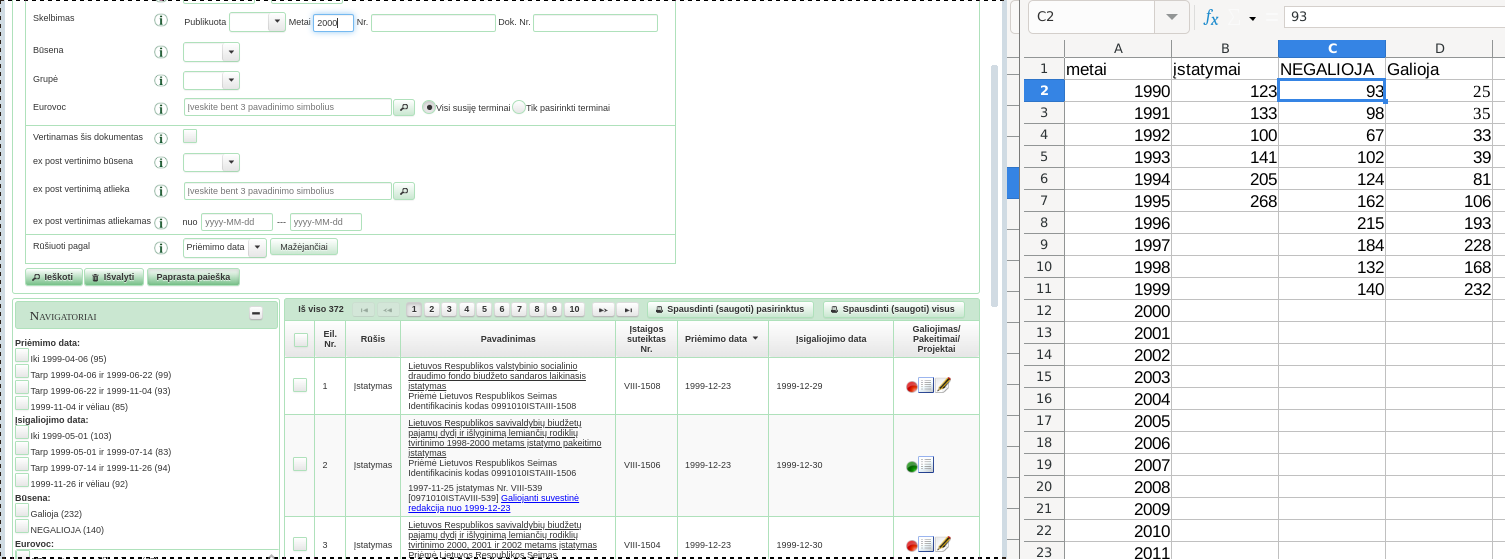 Skelbimas Publikuota Metai 2000 Nr. Dok. Nr.
Būsena
Grupė
Eurovoc Įveskite bent 3 pavadinimo simbolius Visi susiję terminai Tik pasirinkti terminai
Vertinamas šis dokumentas
ex post vertinimo būsena
ex post vertinimą atlieka Įveskite bent 3 pavadinimo simbolius
ex post vertinimas atliekamas nuo yyyy-MM-dd --- yyyy-MM-dd
Rūšiuoti pagal Priėmimo data Mažėjančiai
Ieškoti Išvalyti Paprasta paieška
NAVIGATORIAI
Priėmimo data:
Iki 1999-04-06 (95)
Tarp 1999-04-06 ir 1999-06-22 (99)
Tarp 1999-06-22 ir 1999-11-04 (93)
1999-11-04 ir vėliau (85)
Įsigaliojimo data:
Iki 1999-05-01 (103)
Tarp 1999-05-01 ir 1999-07-14 (83)
Tarp 1999-07-14 ir 1999-11-26 (94)
1999-11-26 ir vėliau (92)
Būsena:
Galioja (232)
NEGALIOJA (140)
Eurovoc:
Iš viso 372 1 2 3 4 5 6 7 8 9 10 Spausdinti (saugoti) pasirinktus Spausdinti (saugoti) visus
Eil. Nr. Rūšis Pavadinimas Įstaigos suteiktas Nr. Priėmimo data Įsigaliojimo data Galiojimas/ Pakeitimai/ Projektai
1 Įstatymas
Lietuvos Respublikos valstybinio socialinio
draudimo fondo biudžeto sandaros laikinasis
įstatymas
Priėmė Lietuvos Respublikos Seimas
Identifikacinis kodas 0991010ISTAIII-1508
VIII-1508 1999-12-23 1999-12-29
2 Įstatymas
Lietuvos Respublikos savivaldybių biudžetų
pajamų dydį ir išlyginimą lemiančių rodiklių
tvirtinimo 1998-2000 metams įstatymo pakeitimo
įstatymas
Priėmė Lietuvos Respublikos Seimas
Identifikacinis kodas 0991010ISTAVIII-1506
1997-11-25 įstatymas Nr. VIII-539
[0971010ISTAVIII-539] Galiojanti suvestinė
redakcija nuo 1999-12-23
VIII-1506 1999-12-23 1999-12-30
3 Įstatymas
Lietuvos Respublikos savivaldybių biudžetų
pajamų dydį ir išlyginimą lemiančių rodiklių
tvirtinimo 2000, 2001 ir 2002 metams įstatymas
Priėmė Lietuvos Respublikos Seimas
VIII-1504 1999-12-23 1999-12-30
C2 fx 93
A B C D
1 metai įstatymai NEGALIOJA Galioja
2 1990 123 93 25
3 1991 133 98 35
4 1992 100 67 33
5 1993 141 102 39
6 1994 205 124 81
7 1995 268 162 106
8 1996 215 193
9 1997 184 228
10 1998 132 168
11 1999 140 232
12 2000
13 2001
14 2002
15 2003
16 2004
17 2005
18 2006
19 2007
20 2008
21 2009
22 2010
23 2011